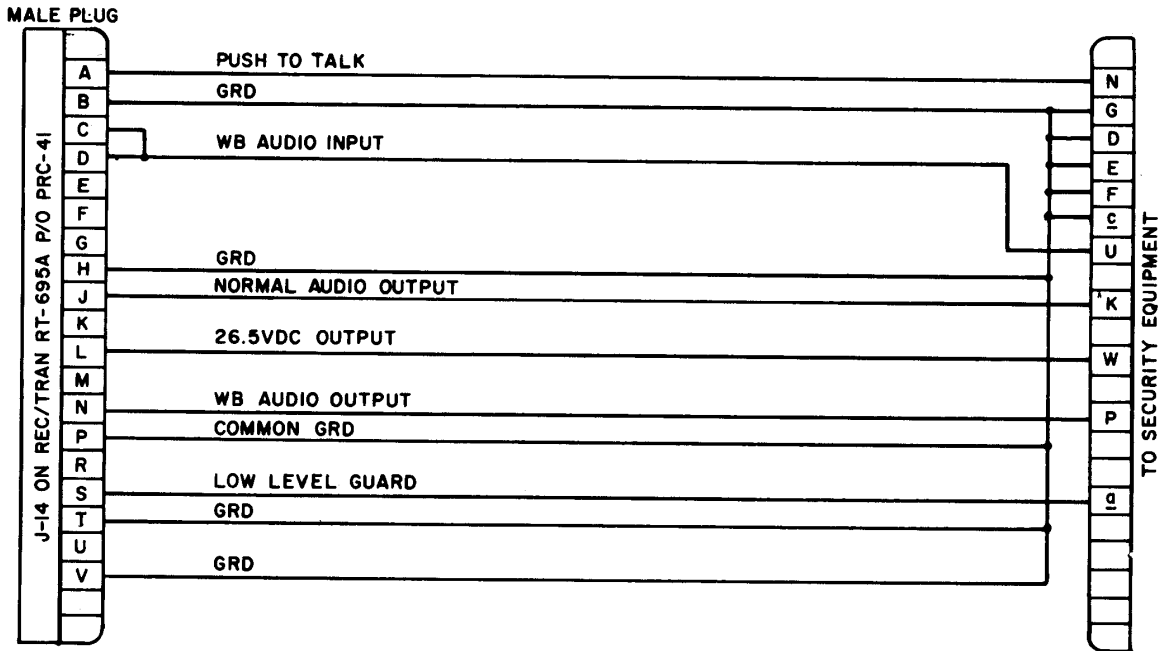 MALE PLUG
J-14 ON REC/TRAN RT-695A P/O PRC-41
A
B
C
D
E
F
G
H
J
K
L
M
N
P
R
S
T
U
V
PUSH TO TALK
GRD
WB AUDIO INPUT
GRD
NORMAL AUDIO OUTPUT
26.5VDC OUTPUT
WB AUDIO OUTPUT
COMMON GRD
LOW LEVEL GUARD
GRD
GRD
N
G
D
E
F
c
U
K
W
P
a
TO SECURITY EQUIPMENT